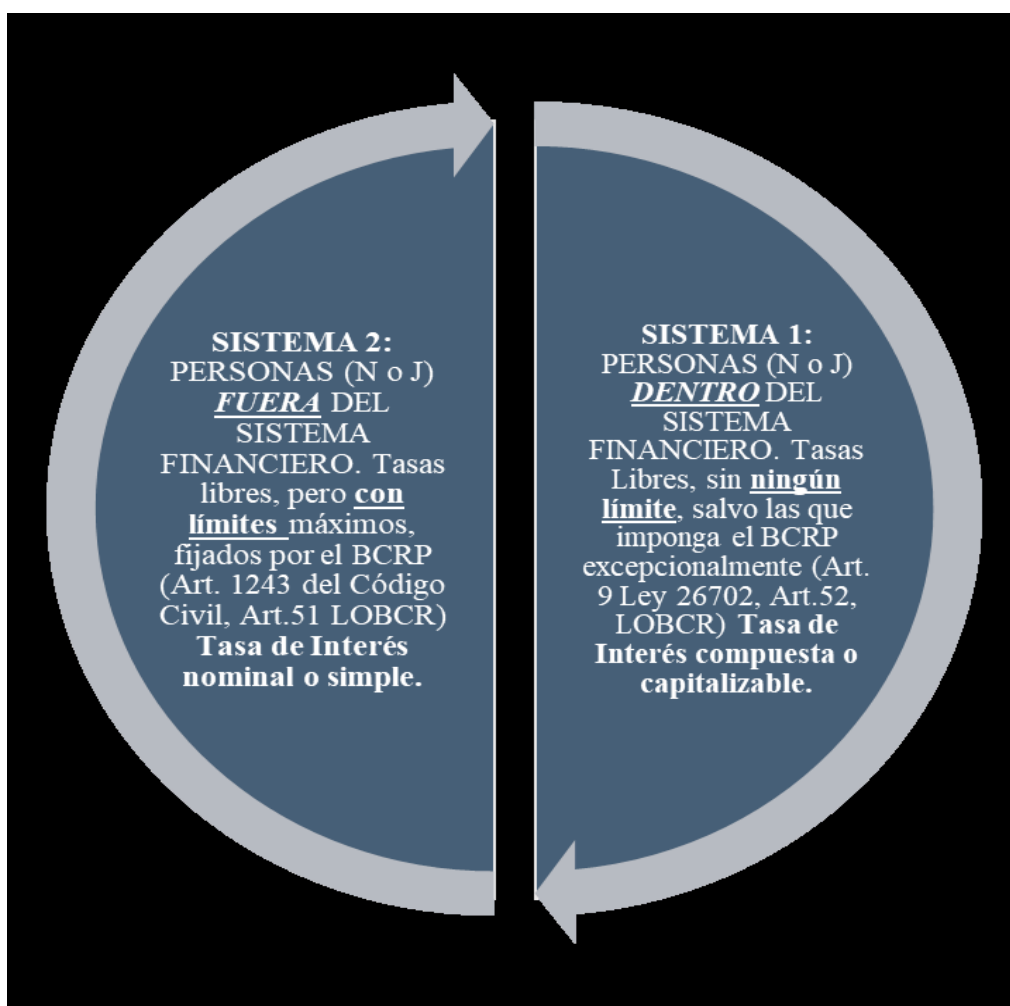 SISTEMA 2:
PERSONAS (N o J)
FUERA DEL
SISTEMA
FINANCIERO. Tasas
libres, pero con
límites máximos,
fijados por el BCRP
(Art. 1243 del Código
Civil, Art.51 LOBCR)
Tasa de Interés
nominal o simple.
SISTEMA 1:
PERSONAS (N o J)
DENTRO DEL
SISTEMA
FINANCIERO. Tasas
Libres, sin ningún
límite, salvo las que
imponga el BCRP
excepcionalmente (Art.
9 Ley 26702, Art.52,
LOBCR) Tasa de
Interés compuesta o
capitalizable.